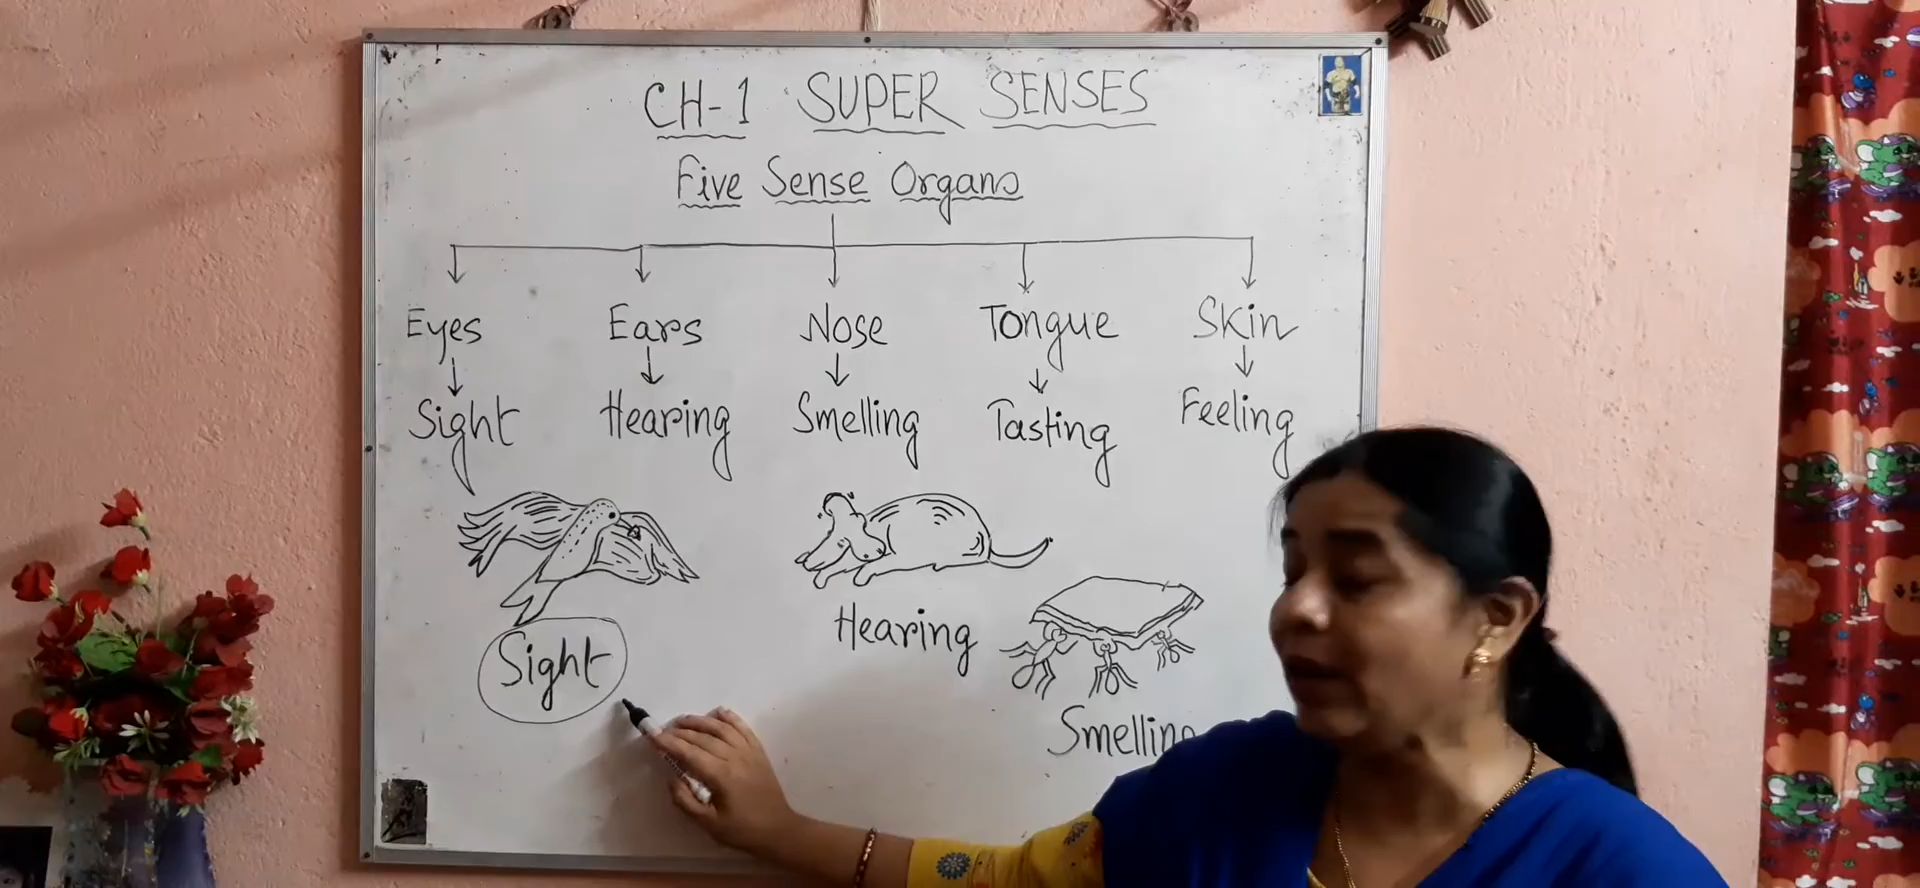 CH-1 SUPER SENSES
Five Sense Organs
Eyes Ears Nose Tongue Skin
Sight Hearing Smelling Tasting Feeling
Sight
Hearing
Smelling